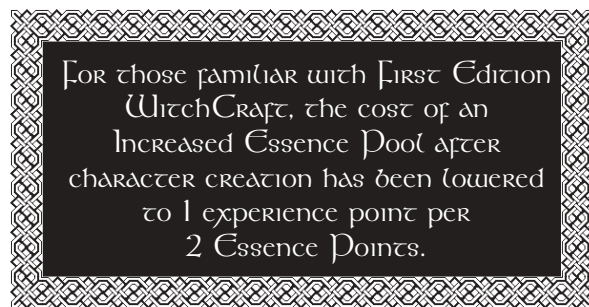 For those familiar with First Edition
WitchCraft, the cost of an
Increased Essence Pool after
character creation has been lowered
to 1 experience point per
2 Essence Points.